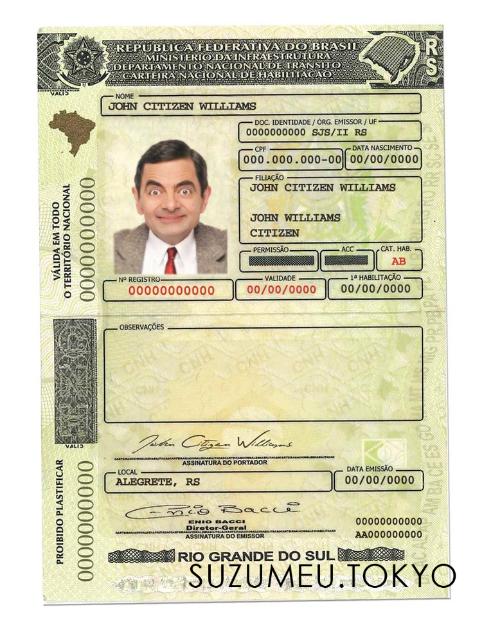 REPÚBLICA FEDERATIVA DO BRASIL
MINISTÉRIO DA INFRAESTRUTURA
DEPARTAMENTO NACIONAL DE TRÂNSITO
CARTEIRA NACIONAL DE HABILITAÇÃO
RS
VALIS
NOME
JOHN CITIZEN WILLIAMS
DOC. IDENTIDADE / ÓRG. EMISSOR / UF
0000000000 SJS/II RS
CPF
000.000.000-00
DATA NASCIMENTO
00/00/0000
FILIAÇÃO
JOHN CITIZEN WILLIAMS
JOHN WILLIAMS
CITIZEN
PERMISSÃO
ACC
CAT. HAB.
AB
Nº REGISTRO
00000000000
VALIDADE
00/00/0000
1ª HABILITAÇÃO
00/00/0000
VÁLIDA EM TODO
O TERRITÓRIO NACIONAL
0000000000
OBSERVAÇÕES
John Citizen Williams
ASSINATURA DO PORTADOR
VALIS
LOCAL
ALEGRETE, RS
DATA EMISSÃO
00/00/0000
Enio Bacci
ENIO BACCI
Diretor-Geral
ASSINATURA DO EMISSOR
00000000000
AA000000000
PROIBIDO PLASTIFICAR
0000000000
RIO GRANDE DO SUL
SUZUMEU.TOKYO